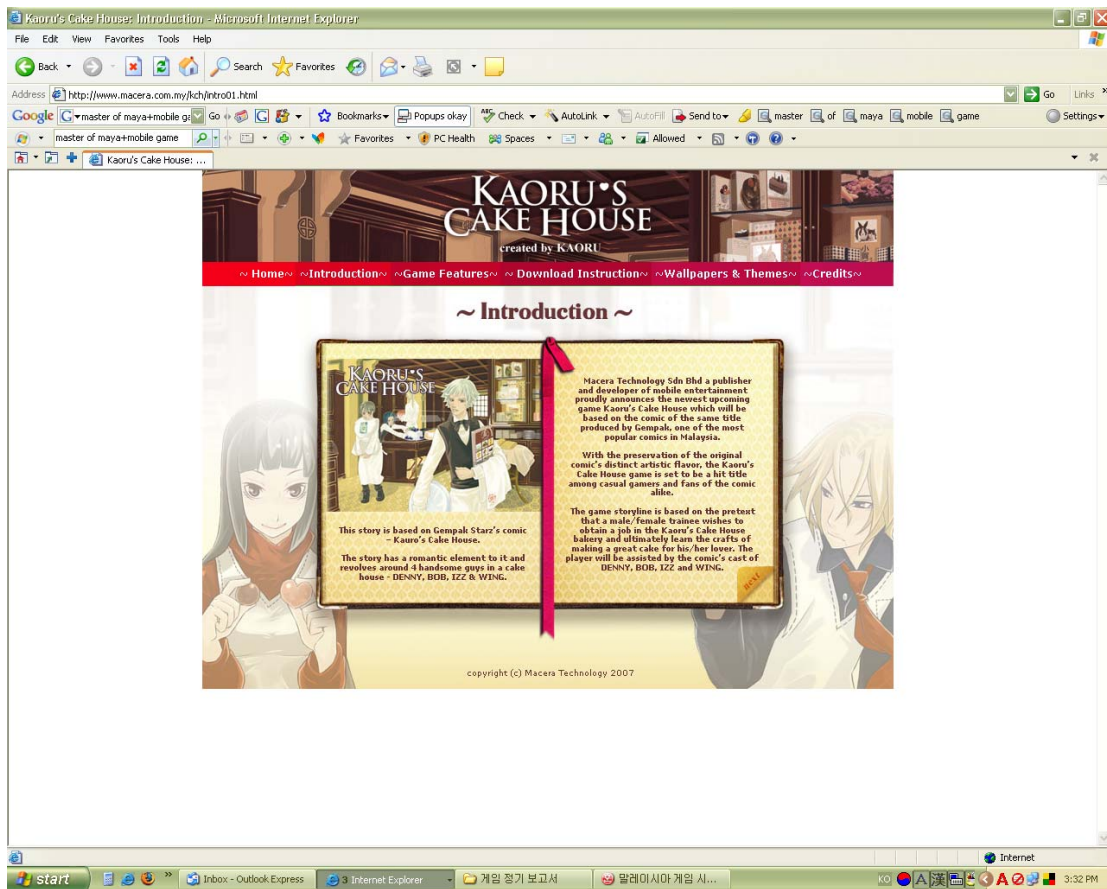 Kaoru's Cake House: Introduction - Microsoft Internet Explorer
File Edit View Favorites Tools Help
Back Search Favorites
Address http://www.macera.com.my/kch/intro01.html Go Links »
Google master of maya+mobile ga Go Bookmarks Popups okay Check AutoLink AutoFill Send to master of maya mobile game Settings
master of maya+mobile game Favorites PC Health Spaces Allowed
Kaoru's Cake House: ...
KAORU'S
CAKE HOUSE
created by KAORU
~ Home~ ~Introduction~ ~Game Features~ ~ Download Instruction~ ~Wallpapers & Themes~ ~Credits~
~ Introduction ~
KAORU'S
CAKE HOUSE
This story is based on Gempak Starz's comic
- Kauro's Cake House.
The story has a romantic element to it and
revolves around 4 handsome guys in a cake
house - DENNY, BOB, IZZ & WING.
Macera Technology Sdn Bhd a publisher
and developer of mobile entertainment
proudly announces the newest upcoming
game Kaoru's Cake House which will be
based on the comic of the same title
produced by Gempak, one of the most
popular comics in Malaysia.
With the preservation of the original
comic's distinct artistic flavor, the Kaoru's
Cake House game is set to be a hit title
among casual gamers and fans of the comic
alike.
The game storyline is based on the pretext
that a male/female trainee wishes to
obtain a job in the Kaoru's Cake House
bakery and ultimately learn the crafts of
making a great cake for his/her lover. The
player will be assisted by the comic's cast of
DENNY, BOB, IZZ and WING.
Next
copyright (c) Macera Technology 2007
Internet
start » Inbox - Outlook Express 3 Internet Explorer 게임 정기 보고서 말레이시아 게임 시... KO A 漢 3:32 PM